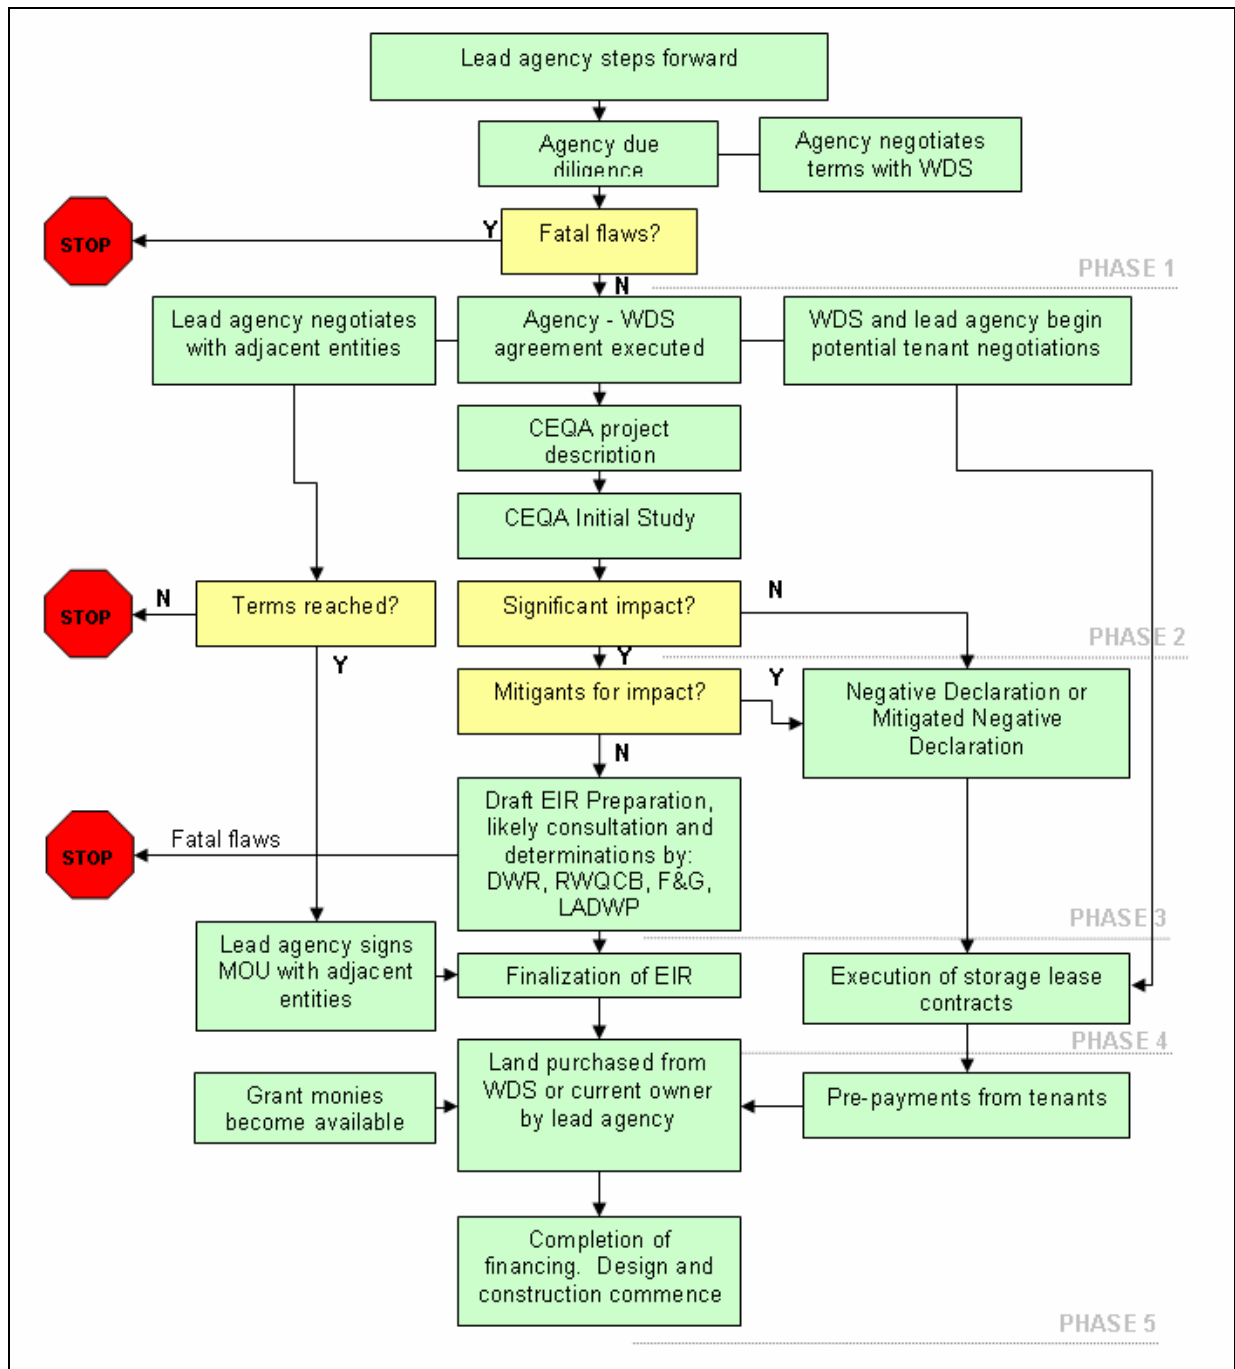 Lead agency steps forward
Agency due
diligence
Agency negotiates
terms with WDS
STOP
Y
Fatal flaws?
PHASE 1
N
Lead agency negotiates
with adjacent entities
Agency - WDS
agreement executed
WDS and lead agency begin
potential tenant negotiations
CEQA project
description
CEQA Initial Study
STOP
N
Terms reached?
Significant impact?
N
PHASE 2
Y
Y
Mitigants for impact?
Y
Negative Declaration or
Mitigated Negative
Declaration
N
STOP
Fatal flaws
Draft EIR Preparation,
likely consultation and
determinations by:
DWR, RWQCB, F&G,
LADWP
PHASE 3
Lead agency signs
MOU with adjacent
entities
Finalization of EIR
Execution of storage lease
contracts
PHASE 4
Grant monies
become available
Land purchased from
WDS or current owner
by lead agency
Pre-payments from tenants
Completion of
financing. Design and
construction commence
PHASE 5